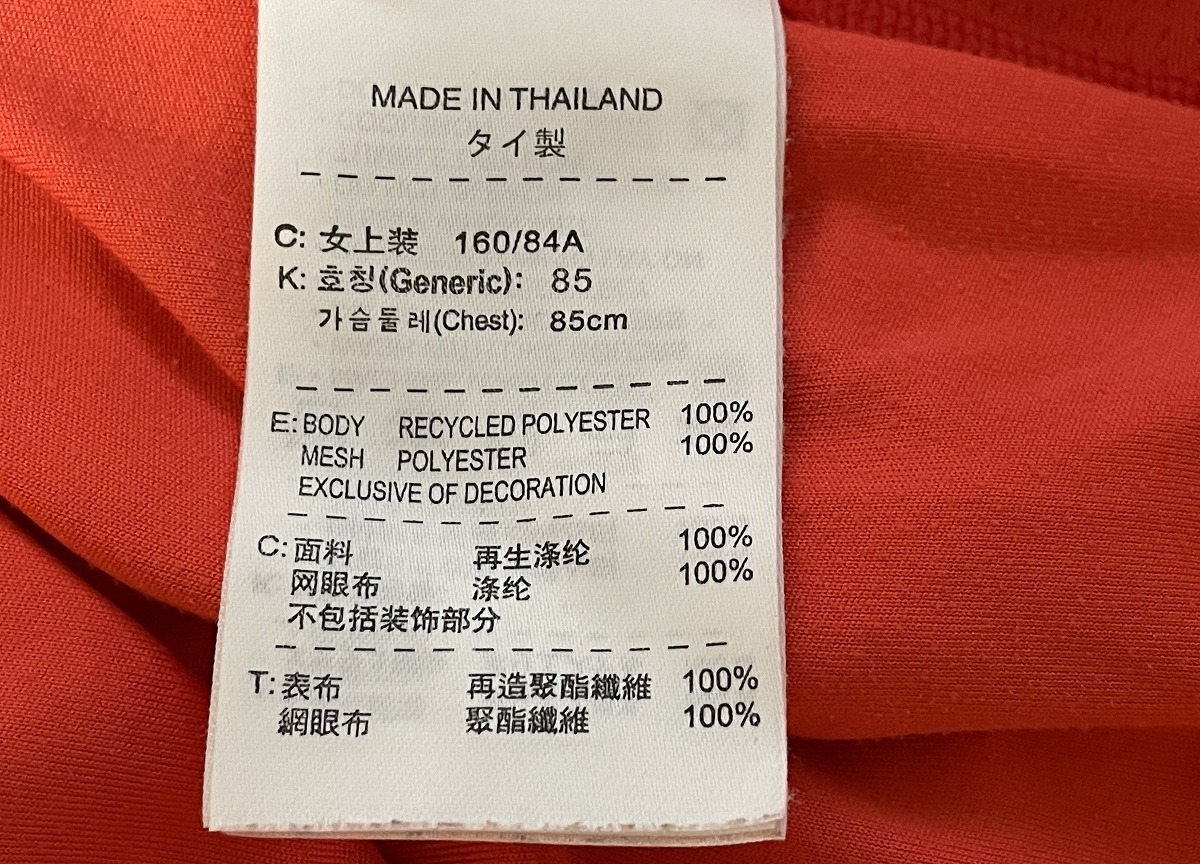 MADE IN THAILAND
タイ製
C: 女上装 160/84A
K: 호칭(Generic): 85
가슴둘레(Chest): 85cm
E: BODY RECYCLED POLYESTER 100%
MESH POLYESTER 100%
EXCLUSIVE OF DECORATION
C: 面料 再生涤纶 100%
网眼布 涤纶 100%
不包括装饰部分
T: 表布 再造聚酯纖維 100%
網眼布 聚酯纖維 100%